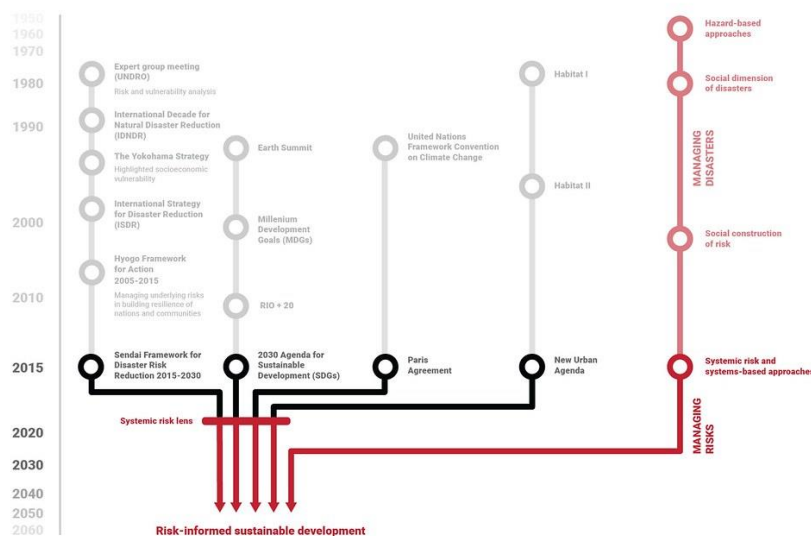 1950
1960
1970
1980
1990
2000
2010
2015
2020
2030
2040
2050
2060
Expert group meeting
(UNDRO)
Risk and vulnerability analysis
International Decade for
Natural Disaster Reduction
(IDNDR)
The Yokohama Strategy
Highlighted socioeconomic
vulnerability
International Strategy
for Disaster Reduction
(ISDR)
Hyogo Framework
for Action
2005-2015
Managing underlying risks
in building resilience of
nations and communities
Sendai Framework for
Disaster Risk
Reduction 2015-2030
Earth Summit
Millenium
Development
Goals (MDGs)
RIO + 20
2030 Agenda for
Sustainable
Development (SDGs)
United Nations
Framework Convention
on Climate Change
Paris
Agreement
Habitat I
Habitat II
New Urban
Agenda
Hazard-based
approaches
Social dimension
of disasters
MANAGING
DISASTERS
Social construction
of risk
Systemic risk and
systems-based approaches
MANAGING
RISKS
Systemic risk lens
Risk-informed sustainable development